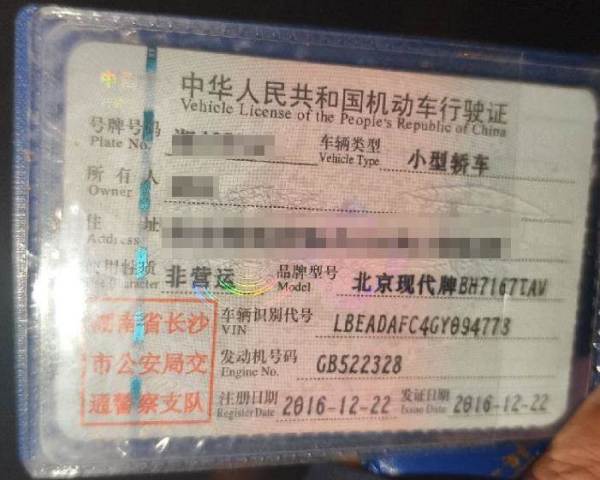 中华人民共和国机动车行驶证
Vehicle License of the People's Republic of China
号牌号码 车辆类型 小型轿车
Plate No. Vehicle Type
所有人
Owner
住址
Address
使用性质 非营运 品牌型号 北京现代牌BH7167TAV
Use Character Model
湖南省长沙
市公安局交
通警察支队
车辆识别代号 LBEADAFC4GY094773
VIN
发动机号码 GB522328
Engine No.
注册日期 2016-12-22 发证日期 2016-12-22
Register Date Issue Date